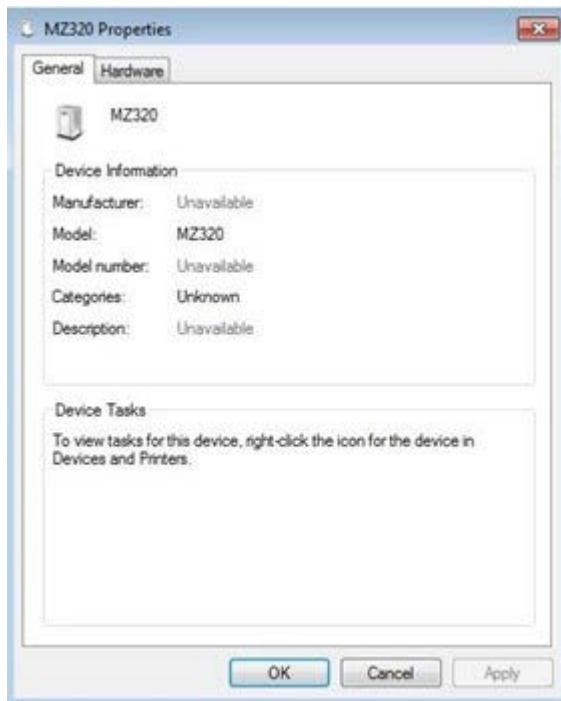 MZ320 Properties
General Hardware
MZ320
Device Information
Manufacturer: Unavailable
Model: MZ320
Model number: Unavailable
Categories: Unknown
Description: Unavailable
Device Tasks
To view tasks for this device, right-click the icon for the device in
Devices and Printers.
OK Cancel Apply